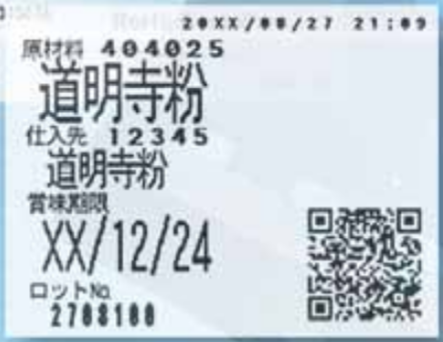 20XX/08/27 21:09
原材料 404025
道明寺粉
仕入先 12345
道明寺粉
賞味期限
XX/12/24
ロットNo.
2708100